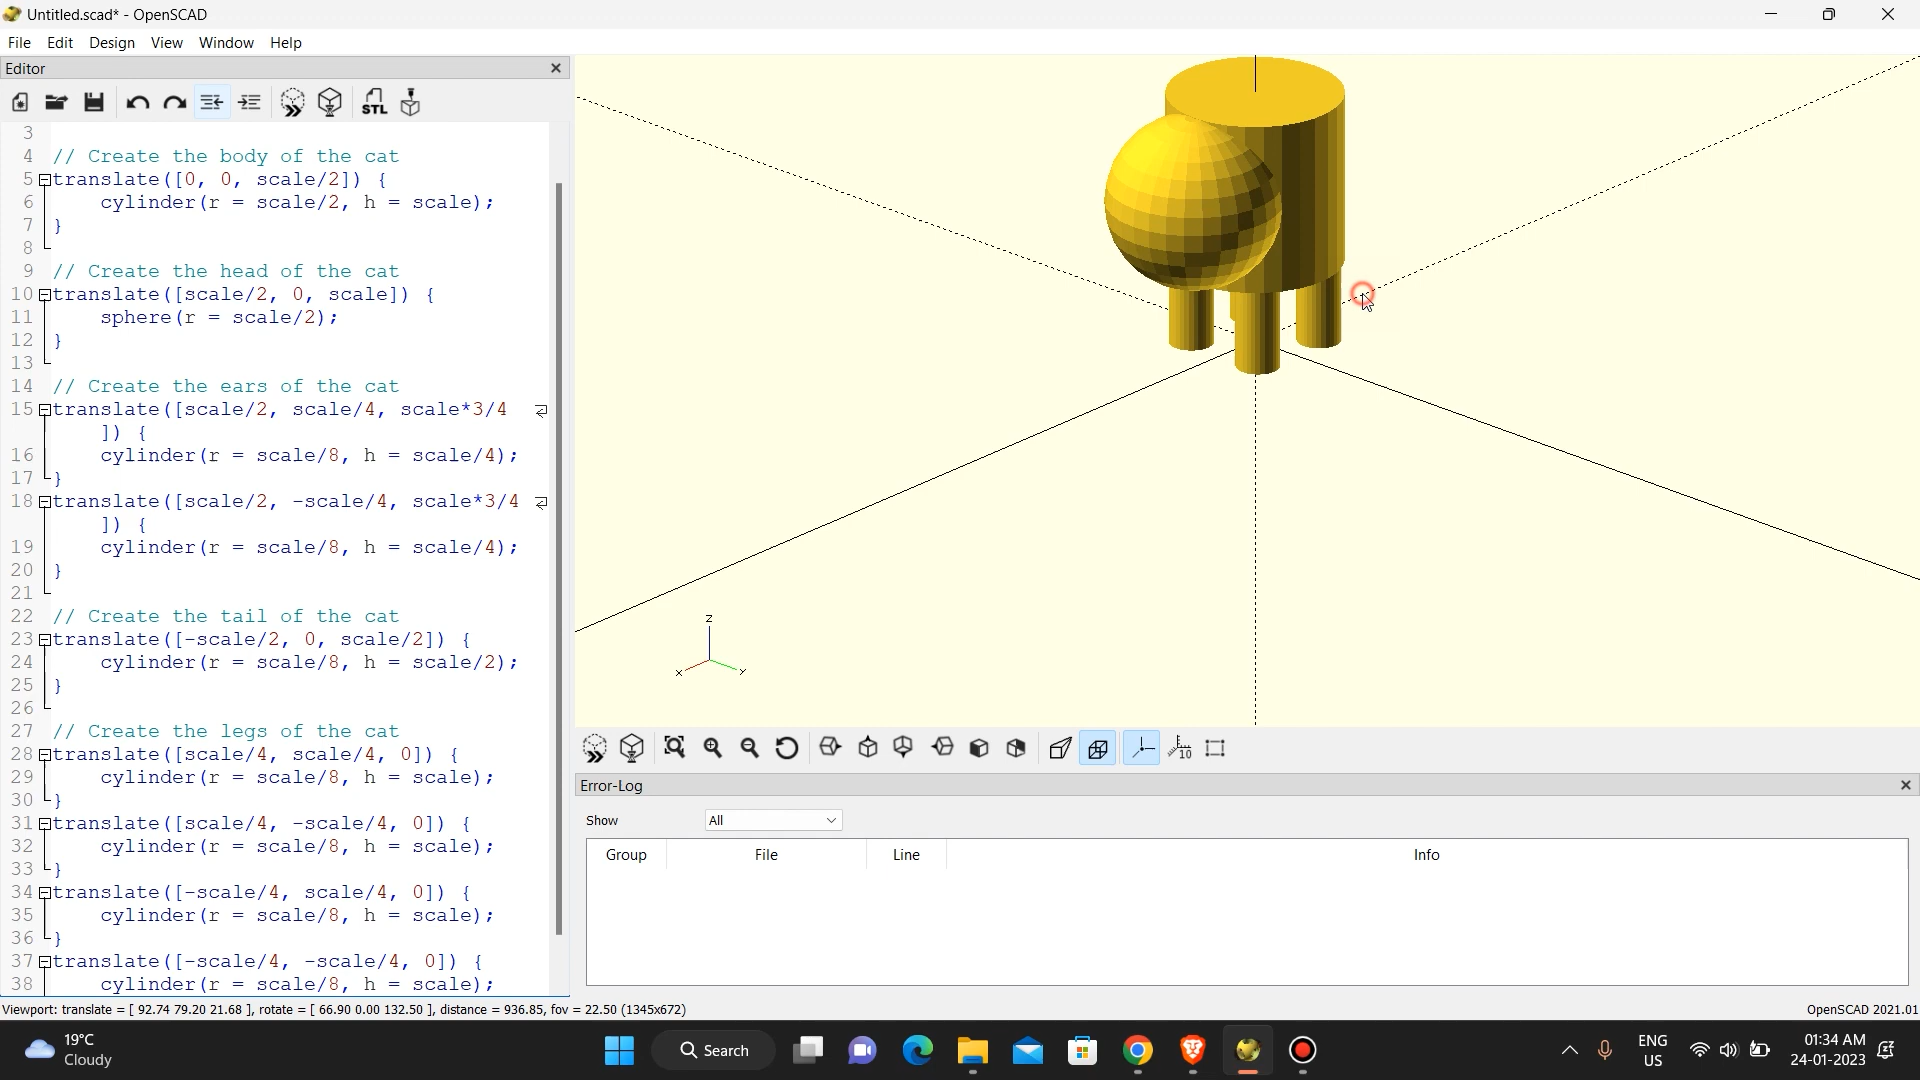 Untitled.scad* - OpenSCAD
File Edit Design View Window Help
Editor
STL
3
4 // Create the body of the cat
5 translate([0, 0, scale/2]) {
6 cylinder(r = scale/2, h = scale);
7 }
8
9 // Create the head of the cat
10 translate([scale/2, 0, scale]) {
11 sphere(r = scale/2);
12 }
13
14 // Create the ears of the cat
15 translate([scale/2, scale/4, scale*3/4
]) {
16 cylinder(r = scale/8, h = scale/4);
17 }
18 translate([scale/2, -scale/4, scale*3/4
]) {
19 cylinder(r = scale/8, h = scale/4);
20 }
21
22 // Create the tail of the cat
23 translate([-scale/2, 0, scale/2]) {
24 cylinder(r = scale/8, h = scale/2);
25 }
26
27 // Create the legs of the cat
28 translate([scale/4, scale/4, 0]) {
29 cylinder(r = scale/8, h = scale);
30 }
31 translate([scale/4, -scale/4, 0]) {
32 cylinder(r = scale/8, h = scale);
33 }
34 translate([-scale/4, scale/4, 0]) {
35 cylinder(r = scale/8, h = scale);
36 }
37 translate([-scale/4, -scale/4, 0]) {
38 cylinder(r = scale/8, h = scale);
z
x y
10
Error-Log
Show All
Group File Line Info
Viewport: translate = [ 92.74 79.20 21.68 ], rotate = [ 66.90 0.00 132.50 ], distance = 936.85, fov = 22.50 (1345x672)
OpenSCAD 2021.01
19°C
Cloudy
Search
ENG
US
01:34 AM
24-01-2023